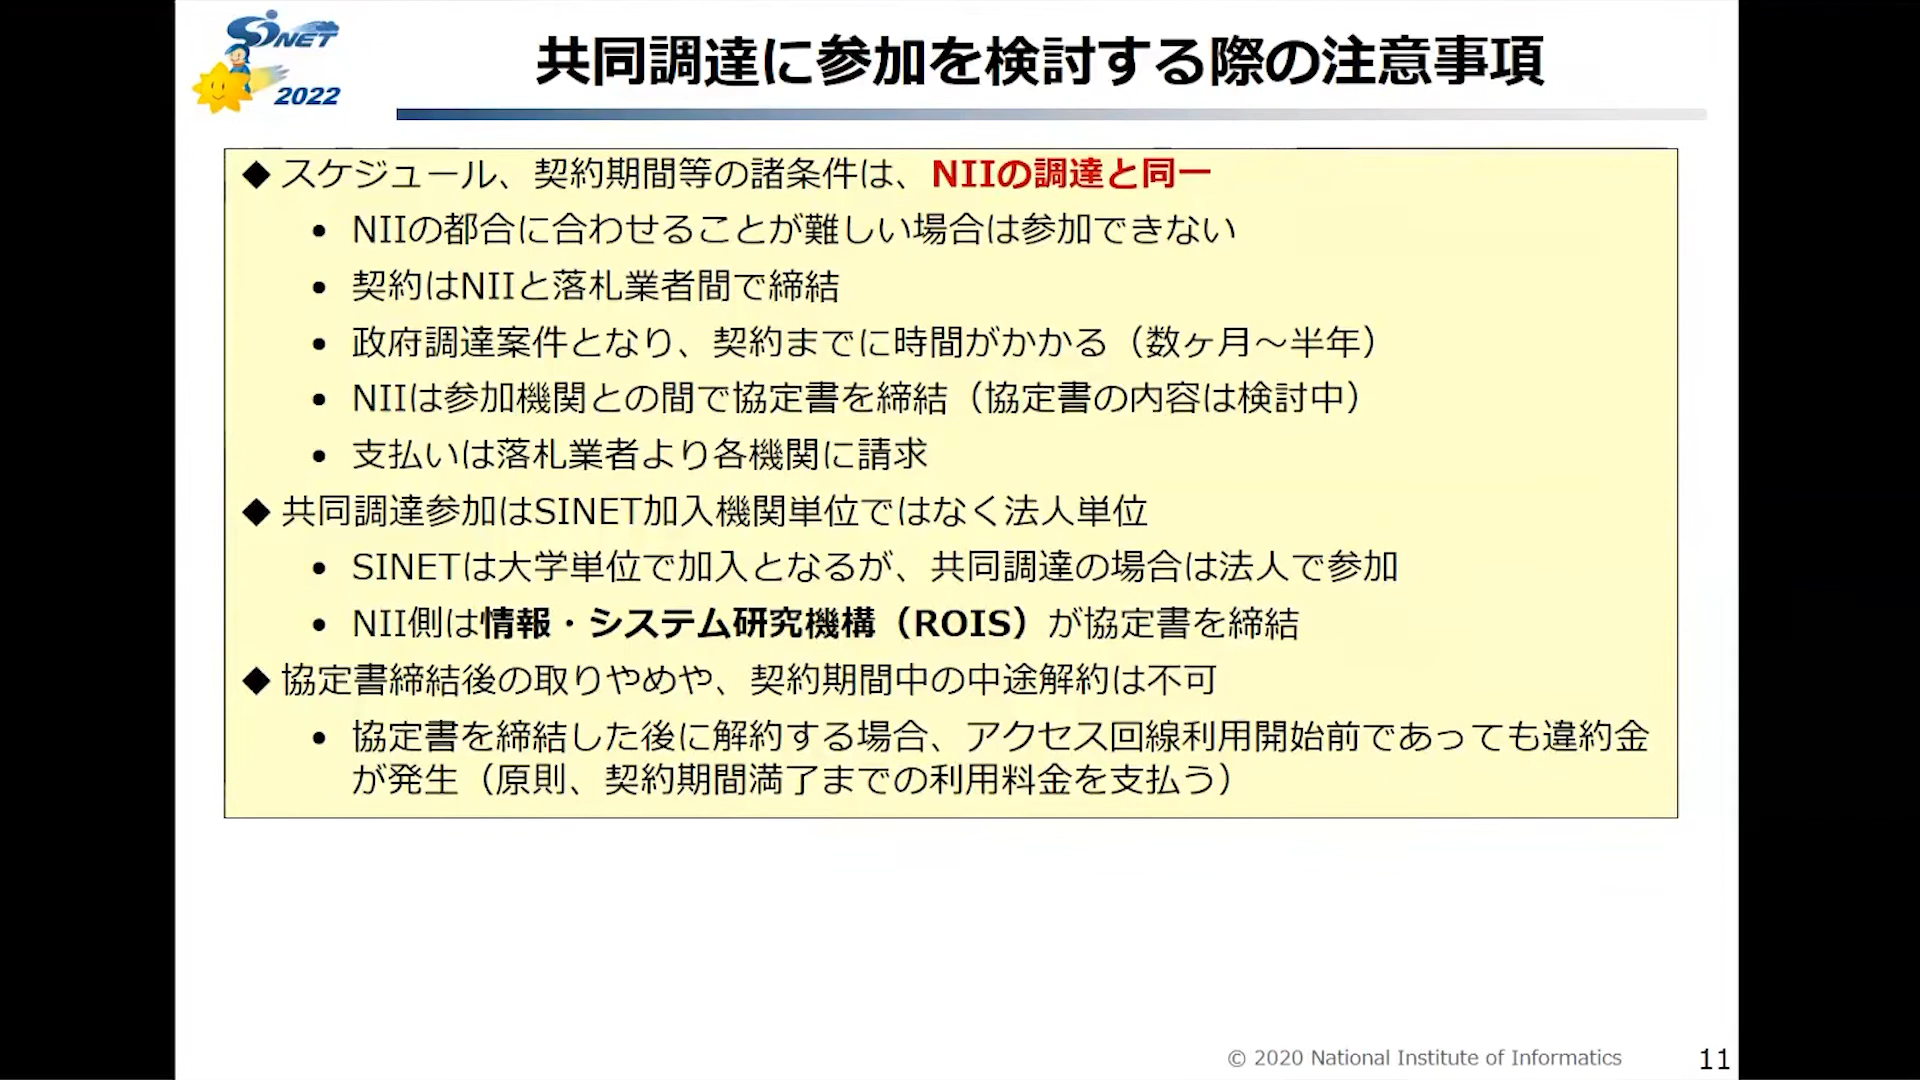 SINET
2022
共同調達に参加を検討する際の注意事項
◆ スケジュール、契約期間等の諸条件は、NIIの調達と同一
• NIIの都合に合わせることが難しい場合は参加できない
• 契約はNIIと落札業者間で締結
• 政府調達案件となり、契約までに時間がかかる（数ヶ月～半年）
• NIIは参加機関との間で協定書を締結（協定書の内容は検討中）
• 支払いは落札業者より各機関に請求
◆ 共同調達参加はSINET加入機関単位ではなく法人単位
• SINETは大学単位で加入となるが、共同調達の場合は法人で参加
• NII側は情報・システム研究機構（ROIS）が協定書を締結
◆ 協定書締結後の取りやめや、契約期間中の中途解約は不可
• 協定書を締結した後に解約する場合、アクセス回線利用開始前であっても違約金
が発生（原則、契約期間満了までの利用料金を支払う）
© 2020 National Institute of Informatics
11